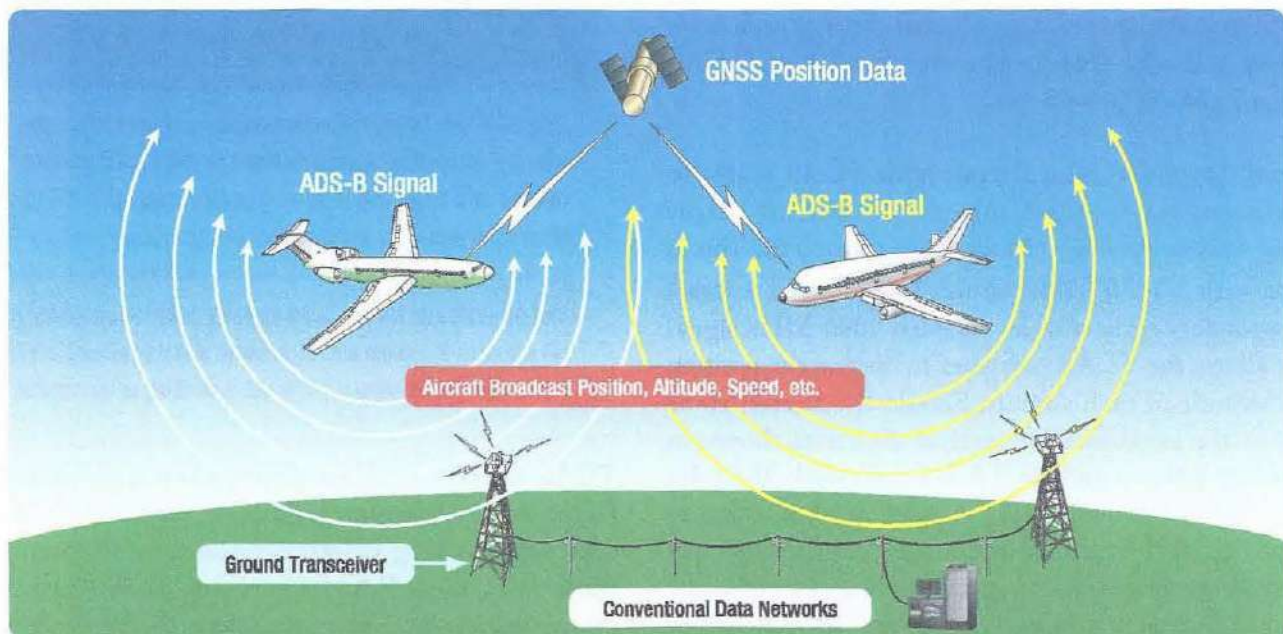 GNSS Position Data
ADS-B Signal
ADS-B Signal
Aircraft Broadcast Position, Altitude, Speed, etc.
Ground Transceiver
Conventional Data Networks